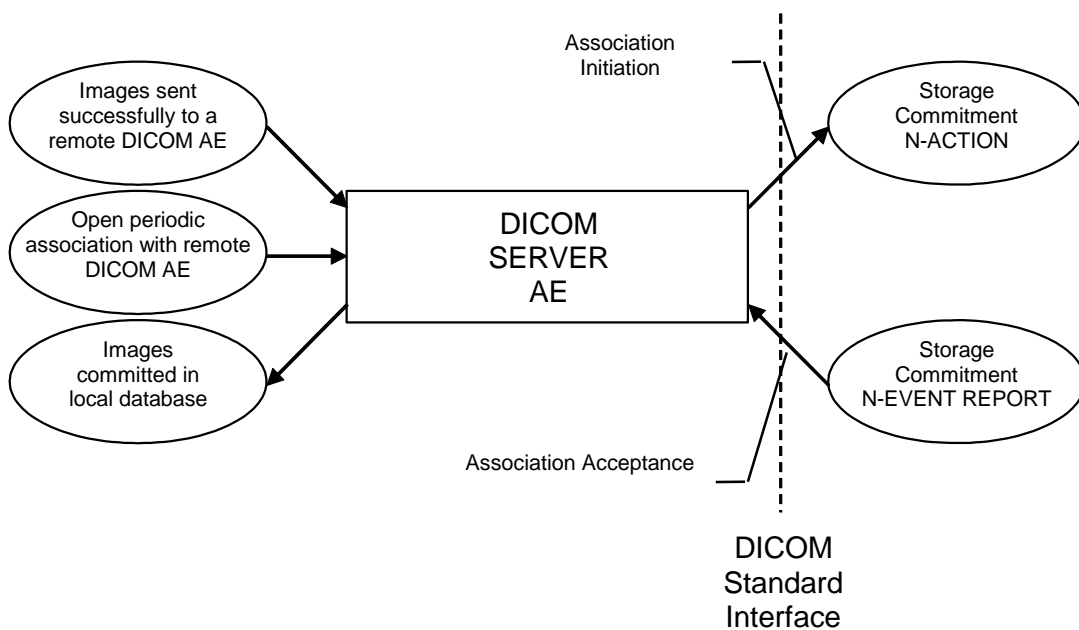 Association
Initiation
Images sent
successfully to a
remote DICOM AE
Storage
Commitment
N-ACTION
Open periodic
association with remote
DICOM AE
DICOM
SERVER
AE
Images
committed in
local database
Storage
Commitment
N-EVENT REPORT
Association Acceptance
DICOM
Standard
Interface